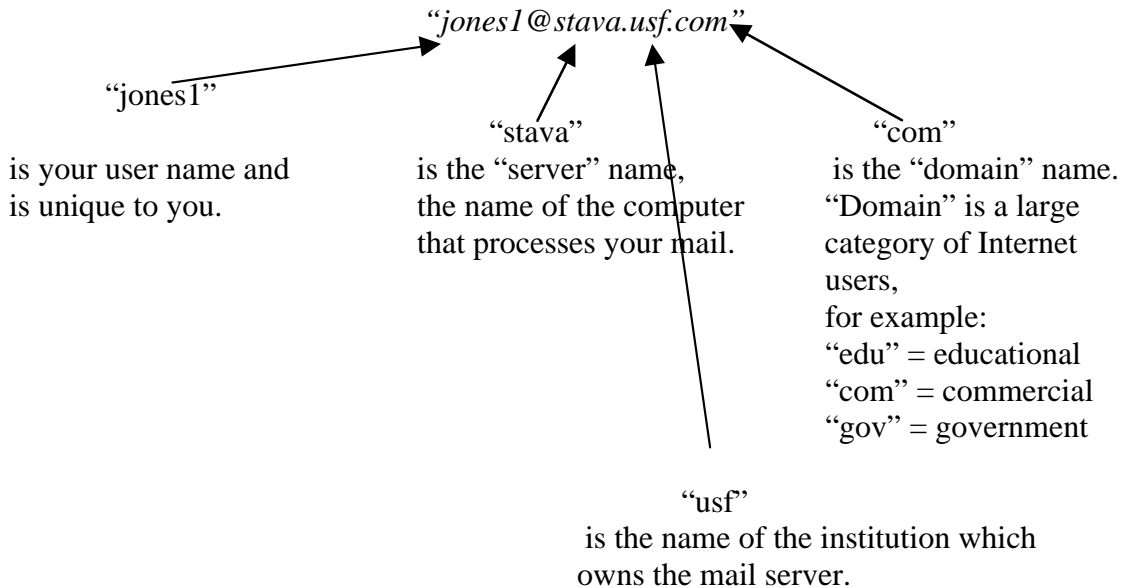 “jones1@stava.usf.com”
“jones1”
is your user name and
is unique to you.
“stava”
is the “server” name,
the name of the computer
that processes your mail.
“com”
is the “domain” name.
“Domain” is a large
category of Internet
users,
for example:
“edu” = educational
“com” = commercial
“gov” = government
“usf”
is the name of the institution which
owns the mail server.